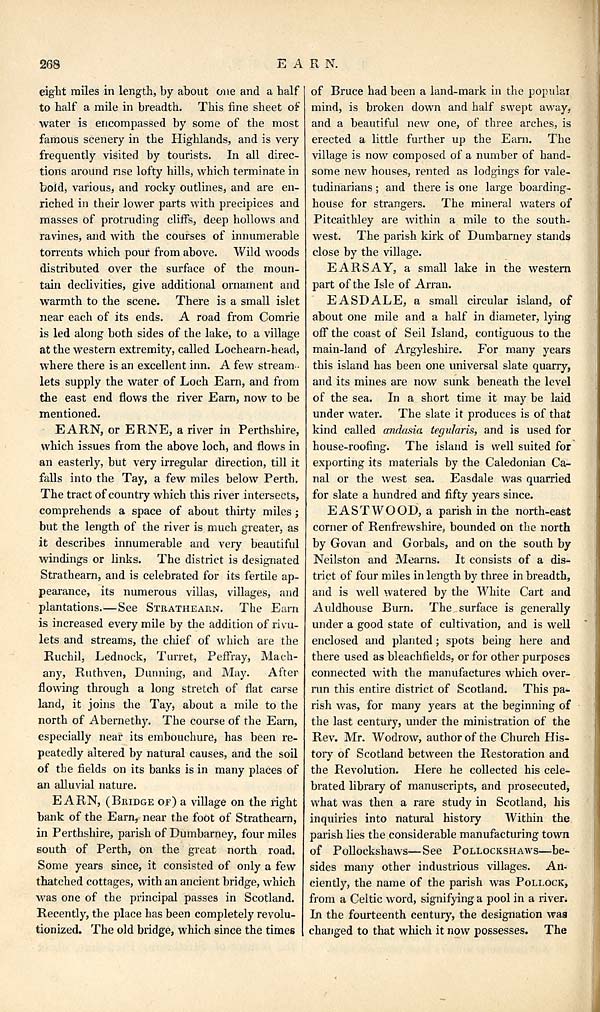 268
EARN.
eight miles in length, by about one and a half
to half a mile in breadth. This fine sheet of
water is encompassed by some of the most
famous scenery in the Highlands, and is very
frequently visited by tourists. In all direc-
tions around rise lofty hills, which terminate in
bold, various, and rocky outlines, and are en-
riched in their lower parts with precipices and
masses of protruding cliffs, deep hollows and
ravines, and with the courses of innumerable
torrents which pour from above. Wild woods
distributed over the surface of the moun-
tain declivities, give additional ornament and
warmth to the scene. There is a small islet
near each of its ends. A road from Comrie
is led along both sides of the lake, to a village
at the western extremity, called Lochearn-head,
where there is an excellent inn. A few stream-
lets supply the water of Loch Earn, and from
the east end flows the river Earn, now to be
mentioned.
EARN, or ERNE, a river in Perthshire,
which issues from the above loch, and flows in
an easterly, but very irregular direction, till it
falls into the Tay, a few miles below Perth.
The tract of country which this river intersects,
comprehends a space of about thirty miles;
but the length of the river is much greater, as
it describes innumerable and very beautiful
windings or links. The district is designated
Strathearn, and is celebrated for its fertile ap-
pearance, its numerous villas, villages, and
plantations.—See STRATHEARN. The Earn
is increased every mile by the addition of rivu-
lets and streams, the chief of which are the
Ruchil, Lednock, Turret, Peffray, Mach-
any, Ruthven, Dunning, and May. After
flowing through a long stretch of flat carse
land, it joins the Tay, about a mile to the
north of Abernethy. The course of the Earn,
especially near its embouchure, has been re-
peatedly altered by natural causes, and the soil
of the fields on its banks is in many places of
an alluvial nature.
EARN, (BRIDGE OF) a village on the right
bank of the Earn, near the foot of Strathearn,
in Perthshire, parish of Dumbarney, four miles
south of Perth, on the great north road.
Some years since, it consisted of only a few
thatched cottages, with an ancient bridge, which
was one of the principal passes in Scotland.
Recently, the place has been completely revolu-
tionized. The old bridge, which since the times
of Bruce had been a land-mark in the popular
mind, is broken down and half swept away,
and a beautiful new one, of three arches, is
erected a little further up the Earn. The
village is now composed of a number of hand-
some new houses, rented as lodgings for vale-
tudinarians; and there is one large boarding-
house for strangers. The mineral waters of
Pitcaithley are within a mile to the south-
west. The parish kirk of Dumbarney stands
close by the village.
EARSAY, a small lake in the western
part of the Isle of Arran.
EASDALE, a small circular island, of
about one mile and a half in diameter, lying
off the coast of Seil Island, contiguous to the
main-land of Argyleshire. For many years
this island has been one universal slate quarry,
and its mines are now sunk beneath the level
of the sea. In a short time it may be laid
under water. The slate it produces is of that
kind called andasia tegularis, and is used for
house-roofing. The island is well suited for
exporting its materials by the Caledonian Ca-
nal or the west sea. Easdale was quarried
for slate a hundred and fifty years since.
EASTWOOD, a parish in the north-east
corner of Renfrewshire, bounded on the north
by Govan and Gorbals, and on the south by
Neilston and Mearns. It consists of a dis-
trict of four miles in length by three in breadth,
and is well watered by the White Cart and
Auldhouse Burn. The surface is generally
under a good state of cultivation, and is well
enclosed and planted; spots being here and
there used as bleachfields, or for other purposes
connected with the manufactures which over-
run this entire district of Scotland. This pa-
rish was, for many years at the beginning of
the last century, under the ministration of the
Rev. Mr. Wodrow, author of the Church His-
tory of Scotland between the Restoration and
the Revolution. Here he collected his cele-
brated library of manuscripts, and prosecuted,
what was then a rare study in Scotland, his
inquiries into natural history Within the
parish lies the considerable manufacturing town
of Pollockshaws—See POLLOCKSHAWS—be-
sides many other industrious villages. An-
ciently, the name of the parish was POLLOCK,
from a Celtic word, signifying a pool in a river.
In the fourteenth century, the designation was
changed to that which it now possesses. The